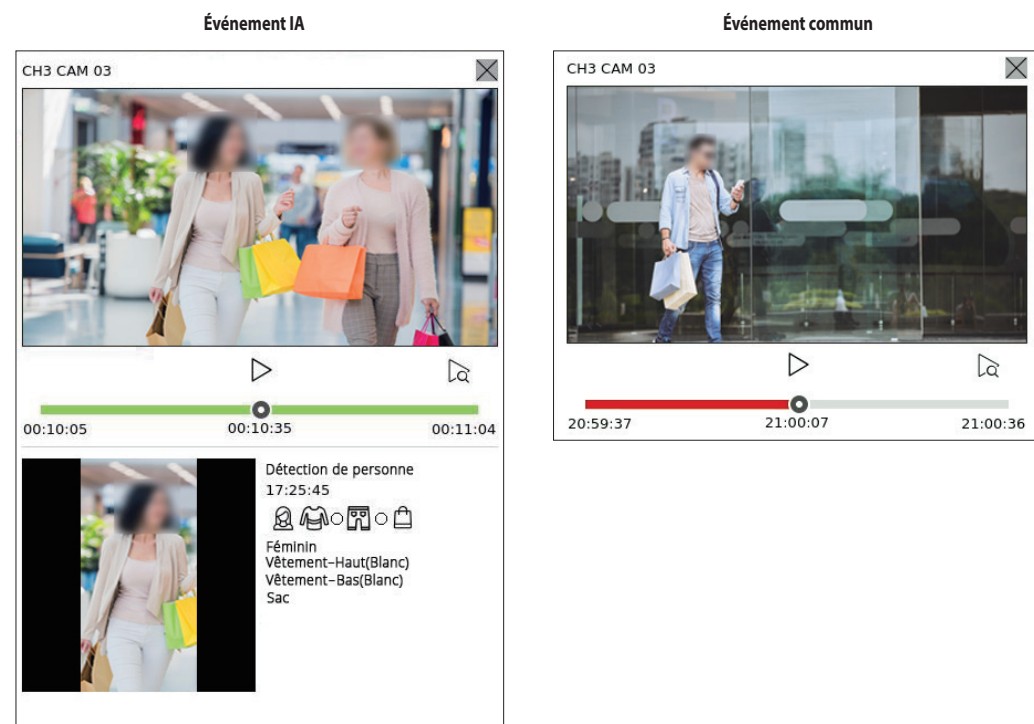 Événement IA
CH3 CAM 03
00:10:05 00:10:35 00:11:04
Détection de personne
17:25:45
Féminin
Vêtement-Haut(Blanc)
Vêtement-Bas(Blanc)
Sac
Événement commun
CH3 CAM 03
20:59:37 21:00:07 21:00:36